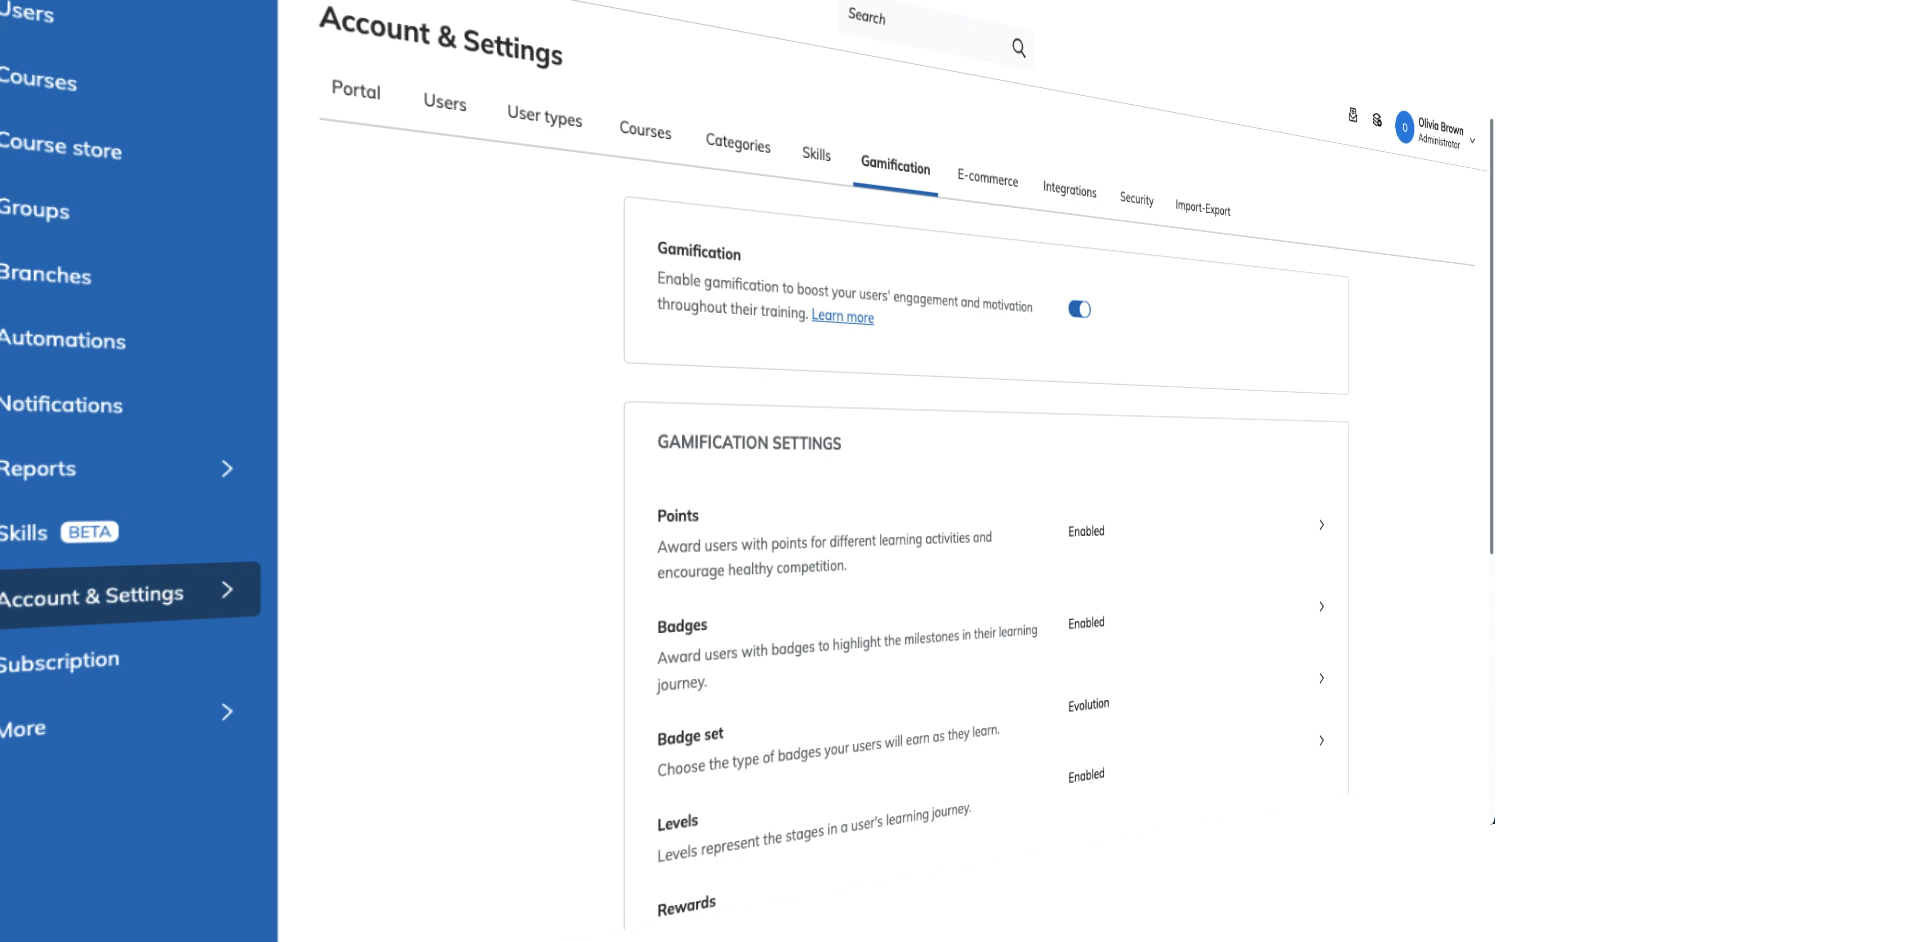 Users
Courses
Course store
Groups
Branches
Automations
Notifications
Reports
Skills BETA
Account & Settings
Subscription
More
Search
O
Olivia Brown
Administrator
Account & Settings
Portal Users User types Courses Categories Skills Gamification E-commerce Integrations Security Import-Export
Gamification
Enable gamification to boost your users' engagement and motivation
throughout their training. Learn more
GAMIFICATION SETTINGS
Points
Award users with points for different learning activities and
encourage healthy competition.
Enabled
Badges
Award users with badges to highlight the milestones in their learning
journey.
Enabled
Badge set
Choose the type of badges your users will earn as they learn.
Evolution
Levels
Levels represent the stages in a user's learning journey.
Enabled
Rewards